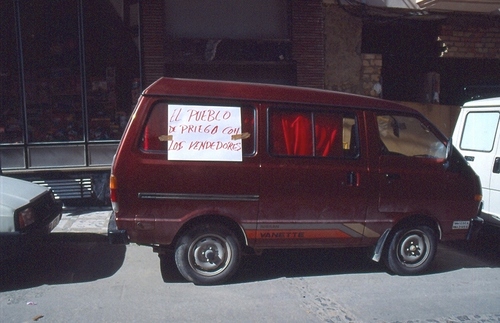 EL PUEBLO
DE PRIEGO CON
LOS VENDEDORES
VANETTE